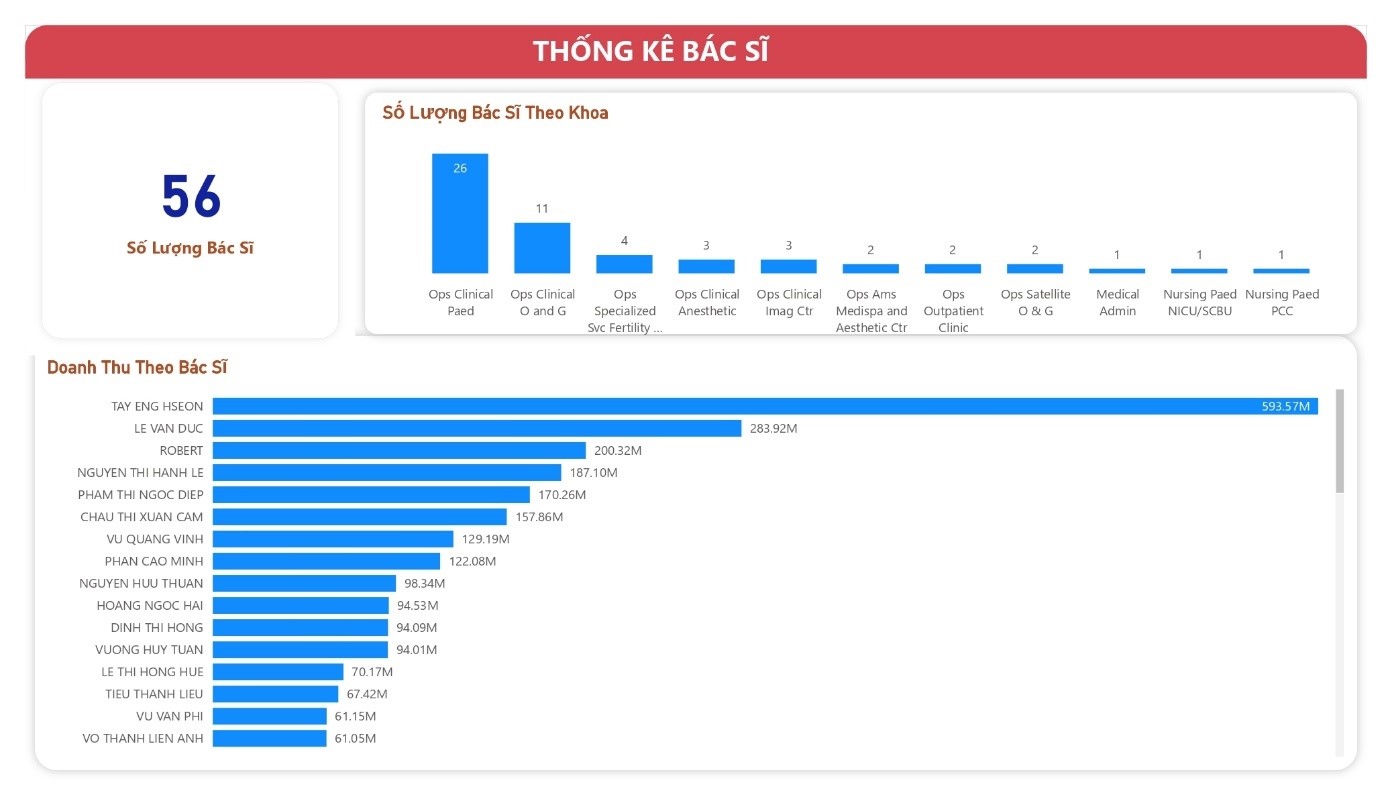 THỐNG KÊ BÁC SĨ
56
Số Lượng Bác Sĩ
Số Lượng Bác Sĩ Theo Khoa
26
11
4
3
3
2
2
2
1
1
1
Ops Clinical
Paed
Ops Clinical
O and G
Ops
Specialized
Svc Fertility ...
Ops Clinical
Anesthetic
Ops Clinical
Imag Ctr
Ops Ams
Medispa and
Aesthetic Ctr
Ops
Outpatient
Clinic
Ops Satellite
O & G
Medical
Admin
Nursing Paed
NICU/SCBU
Nursing Paed
PCC
Doanh Thu Theo Bác Sĩ
TAY ENG HSEON 593.57M
LE VAN DUC 283.92M
ROBERT 200.32M
NGUYEN THI HANH LE 187.10M
PHAM THI NGOC DIEP 170.26M
CHAU THI XUAN CAM 157.86M
VU QUANG VINH 129.19M
PHAN CAO MINH 122.08M
NGUYEN HUU THUAN 98.34M
HOANG NGOC HAI 94.53M
DINH THI HONG 94.09M
VUONG HUY TUAN 94.01M
LE THI HONG HUE 70.17M
TIEU THANH LIEU 67.42M
VU VAN PHI 61.15M
VO THANH LIEN ANH 61.05M